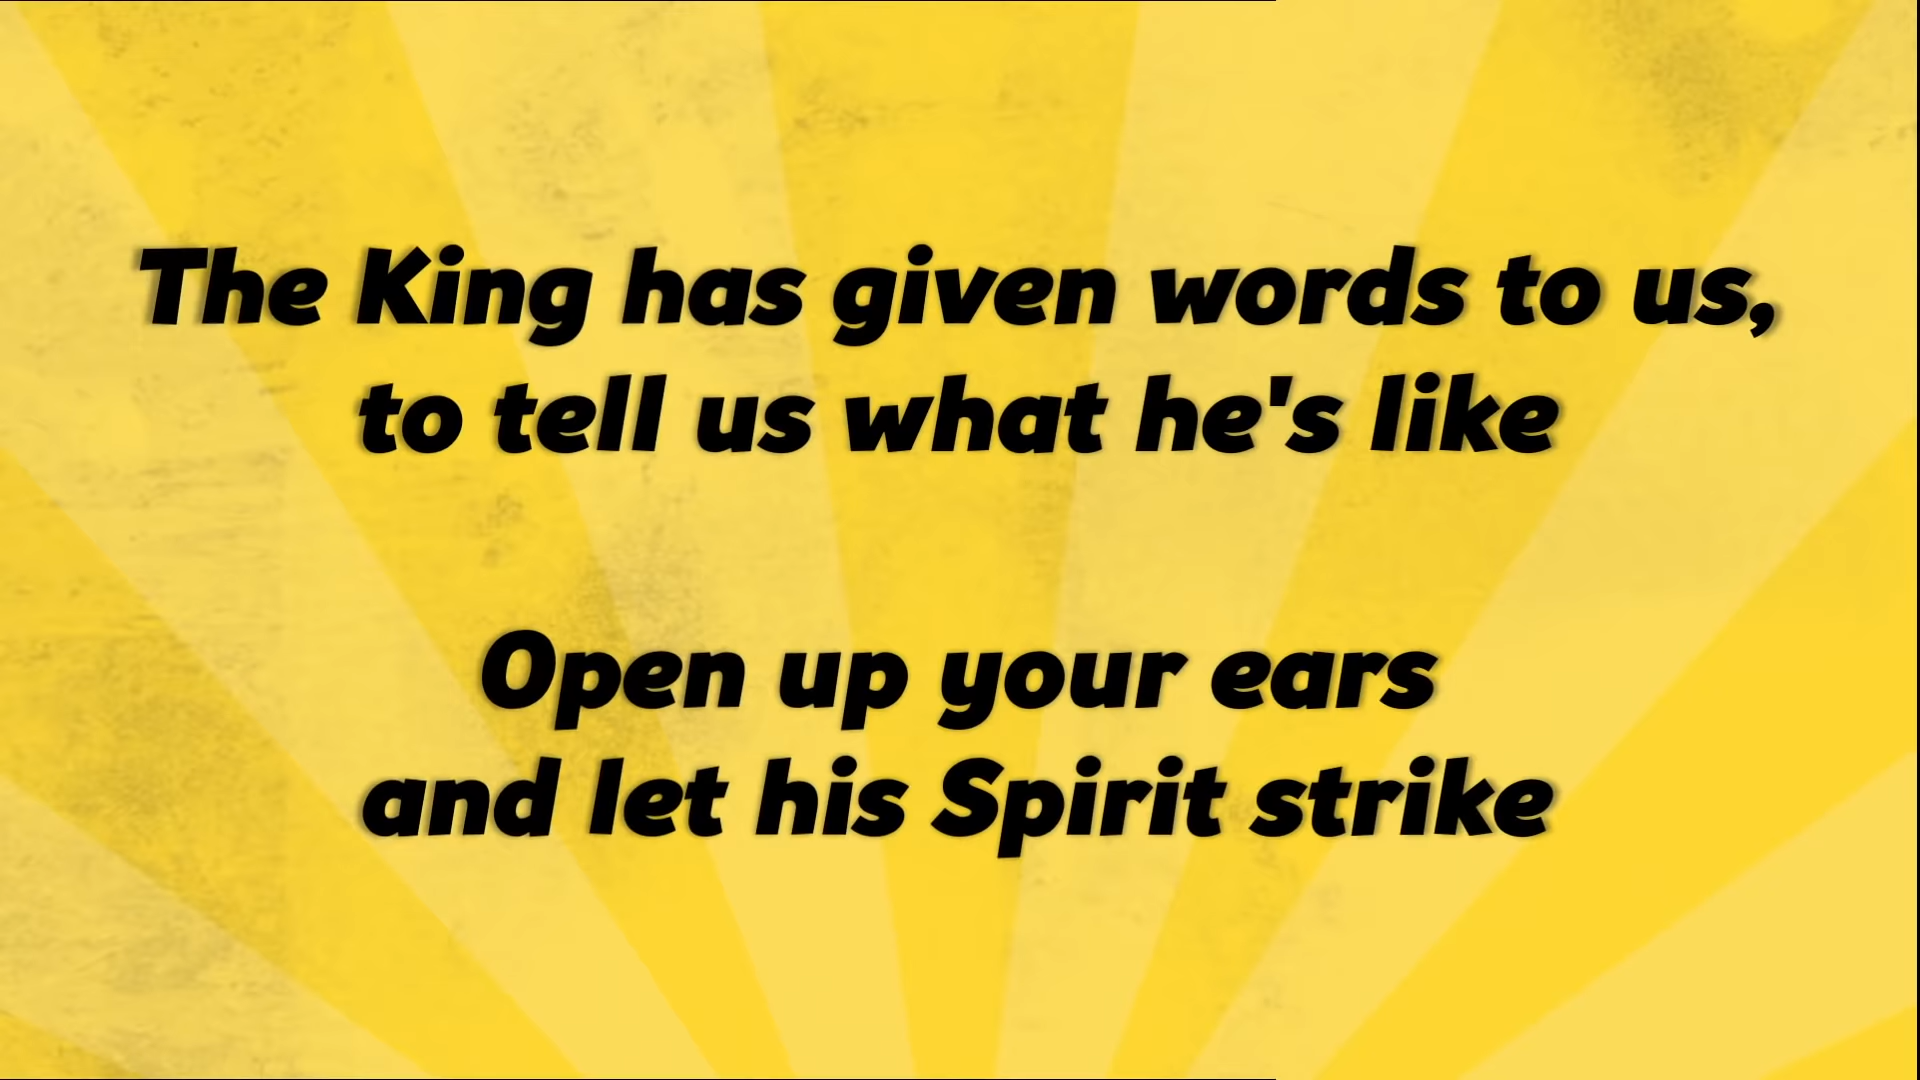 The King has given words to us,
to tell us what he's like
Open up your ears
and let his Spirit strike